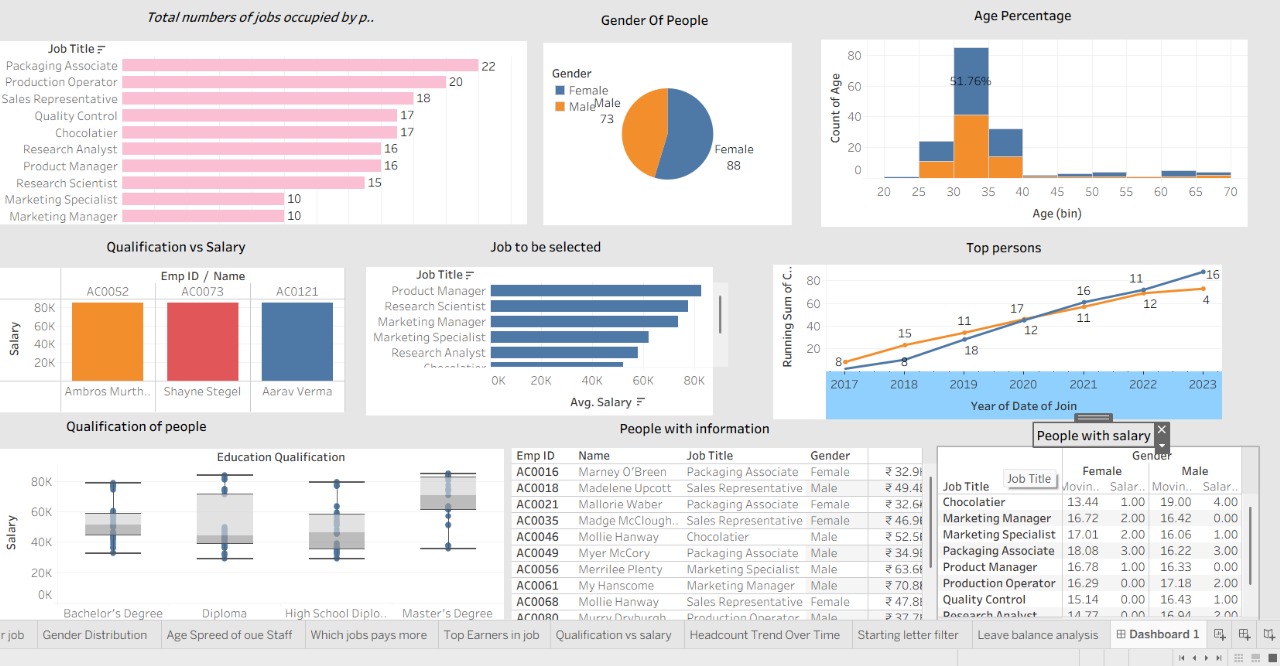 Total numbers of jobs occupied by p..
Job Title
Packaging Associate 22
Production Operator 20
Sales Representative 18
Quality Control 17
Chocolatier 17
Research Analyst 16
Product Manager 16
Research Scientist 15
Marketing Specialist 10
Marketing Manager 10
Gender Of People
Gender
Female
Male
Male
73
Female
88
Age Percentage
Count of Age
80
60
40
20
0
51.76%
20 25 30 35 40 45 50 55 60 65 70
Age (bin)
Qualification vs Salary
Emp ID / Name
AC0052 AC0073 AC0121
Salary
80K
60K
40K
20K
Ambros Murth.. Shayne Stegel Aarav Verma
Job to be selected
Job Title
Product Manager
Research Scientist
Marketing Manager
Marketing Specialist
Research Analyst
Chocolatier
0K 20K 40K 60K 80K
Avg. Salary
Top persons
Running Sum of C..
80
60
40
20
8 15 11 17 16 11 16
8 18 12 11 12 4
2017 2018 2019 2020 2021 2022 2023
Year of Date of Join
Qualification of people
Education Qualification
Salary
80K
60K
40K
20K
0K
Bachelor's Degree Diploma High School Diplo.. Master's Degree
People with information
Emp ID Name Job Title Gender
AC0016 Marney O'Breen Packaging Associate Female ₹ 32.9
AC0018 Madelene Upcott Sales Representative Male ₹ 49.4
AC0021 Mallorie Waber Packaging Associate Female ₹ 32.6
AC0035 Madge McClough.. Sales Representative Female ₹ 46.9
AC0046 Mollie Hanway Chocolatier Male ₹ 52.5
AC0049 Myer McCory Packaging Associate Male ₹ 34.9
AC0056 Merrilee Plenty Marketing Specialist Male ₹ 63.6
AC0061 My Hanscome Marketing Manager Male ₹ 70.8
AC0068 Mollie Hanway Sales Representative Female ₹ 47.8
AC0080 Murry Dryburgh Production Operator Male ₹ 37.7
People with salary
Gender
Female Male
Job Title Job Title Movin.. Salar.. Movin.. Salar..
Chocolatier 13.44 1.00 19.00 4.00
Marketing Manager 16.72 2.00 16.42 0.00
Marketing Specialist 17.01 2.00 16.06 1.00
Packaging Associate 18.08 3.00 16.22 3.00
Product Manager 16.78 1.00 16.33 0.00
Production Operator 16.29 0.00 17.18 2.00
Quality Control 15.14 0.00 16.43 1.00
Research Analyst 14.77 0.00 16.94 2.00
r job Gender Distribution Age Spreed of oue Staff Which jobs pays more Top Earners in job Qualification vs salary Headcount Trend Over Time Starting letter filter Leave balance analysis Dashboard 1